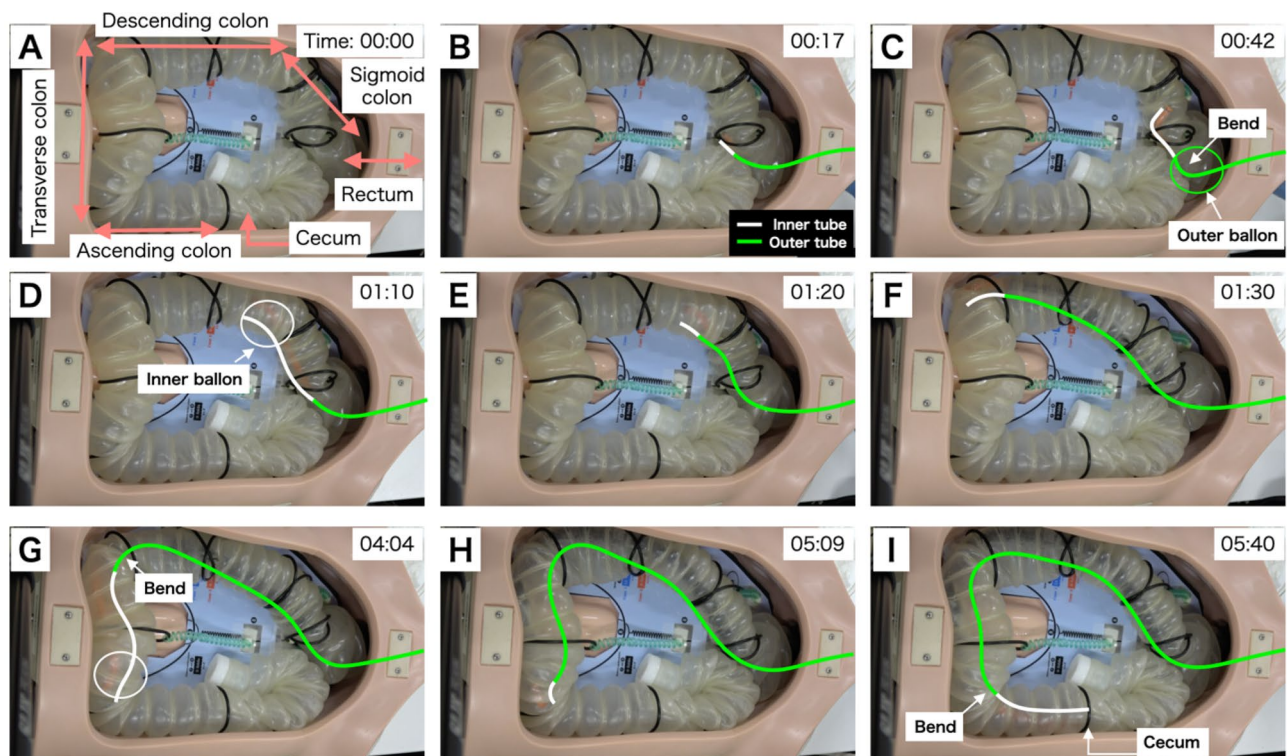 A
Descending colon
Time: 00:00
Transverse colon
Sigmoid
colon
Rectum
Ascending colon
Cecum
B
00:17
Inner tube
Outer tube
C
00:42
Bend
Outer ballon
D
01:10
Inner ballon
E
01:20
F
01:30
G
04:04
Bend
H
05:09
I
05:40
Bend
Cecum